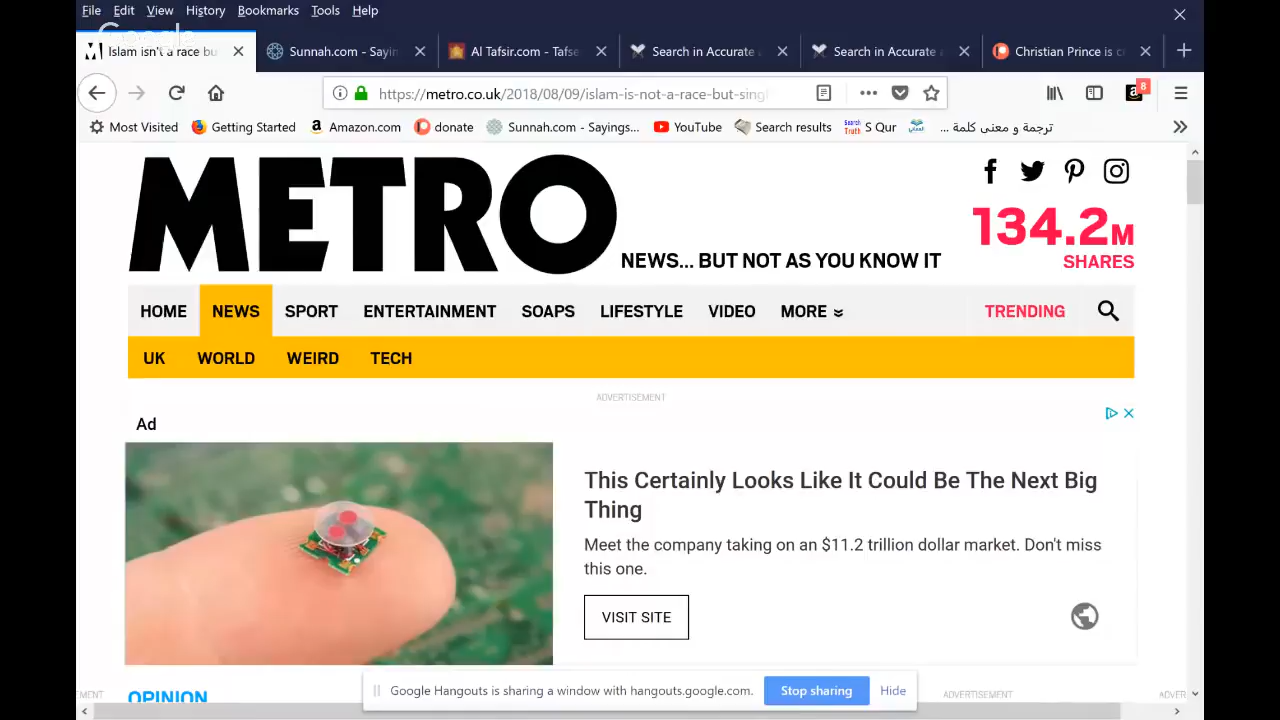 File Edit View History Bookmarks Tools Help
Google
Islam isn't a race bu
Sunnah.com - Sayin
Al Tafsir.com - Tafse
Search in Accurate
Search in Accurate
Christian Prince is c
https://metro.co.uk/2018/08/09/islam-is-not-a-race-but-sing
8
Most Visited Getting Started Amazon.com donate Sunnah.com - Sayings... YouTube Search results Search Truth S Qur ترجمة و معنى كلمة ...
METRO
NEWS... BUT NOT AS YOU KNOW IT
134.2M
SHARES
HOME NEWS SPORT ENTERTAINMENT SOAPS LIFESTYLE VIDEO MORE TRENDING
UK WORLD WEIRD TECH
ADVERTISEMENT
Ad
This Certainly Looks Like It Could Be The Next Big
Thing
Meet the company taking on an $11.2 trillion dollar market. Don't miss
this one.
VISIT SITE
Google Hangouts is sharing a window with hangouts.google.com. Stop sharing Hide
EMENT
OPINION
ADVERTISEMENT
ADVER